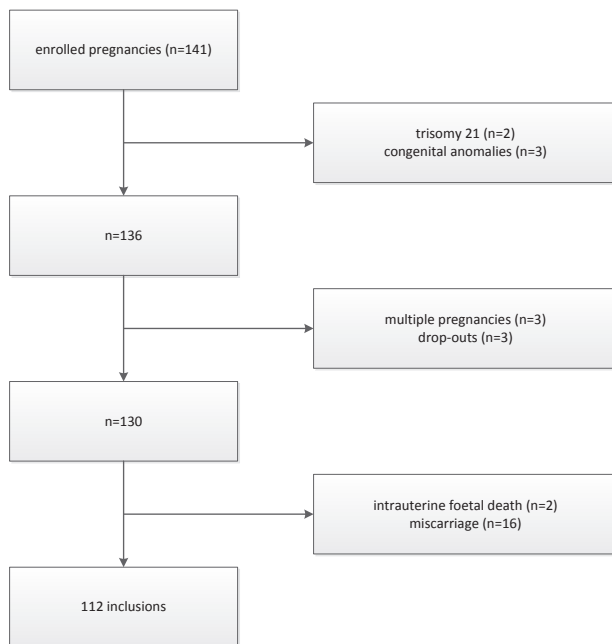 enrolled pregnancies (n=141)
trisomy 21 (n=2)
congenital anomalies (n=3)
n=136
multiple pregnancies (n=3)
drop-outs (n=3)
n=130
intrauterine foetal death (n=2)
miscarriage (n=16)
112 inclusions